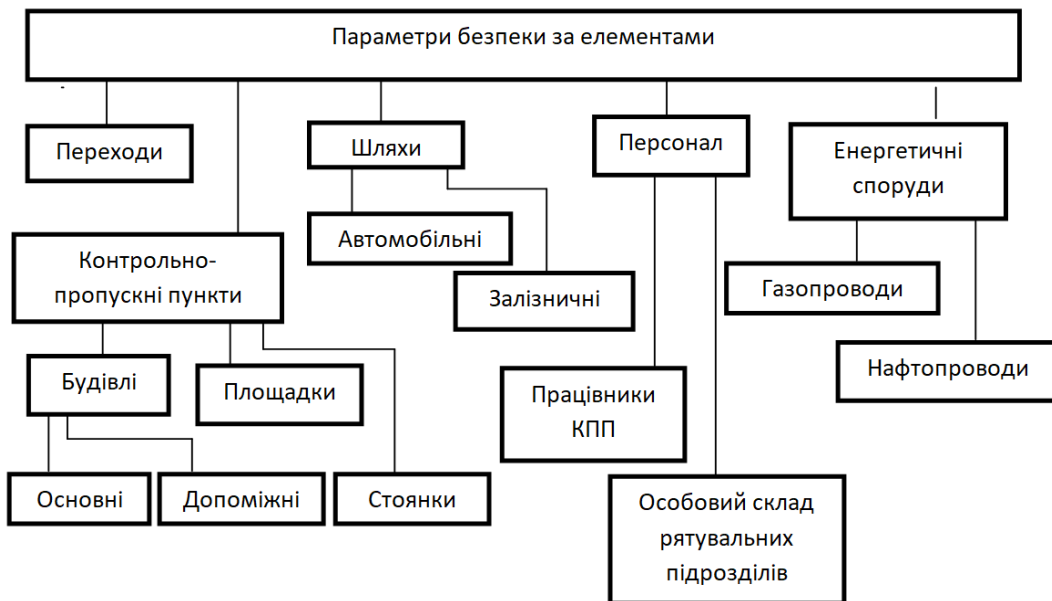 Параметри безпеки за елементами
Переходи
Шляхи
Персонал
Енергетичні
споруди
Автомобільні
Контрольно-
пропускні пункти
Залізничні
Газопроводи
Будівлі
Площадки
Працівники
КПП
Нафтопроводи
Основні
Допоміжні
Стоянки
Особовий склад
рятувальних
підрозділів